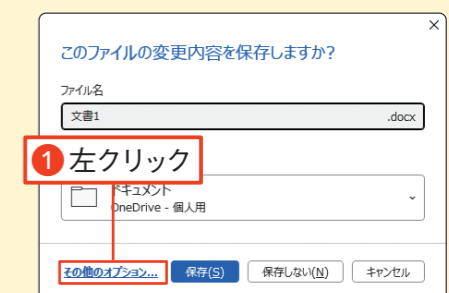 このファイルの変更内容を保存しますか?
ファイル名
文書1 .docx
1 左クリック
ドキュメント
OneDrive - 個人用
その他のオプション... 保存(S) 保存しない(N) キャンセル